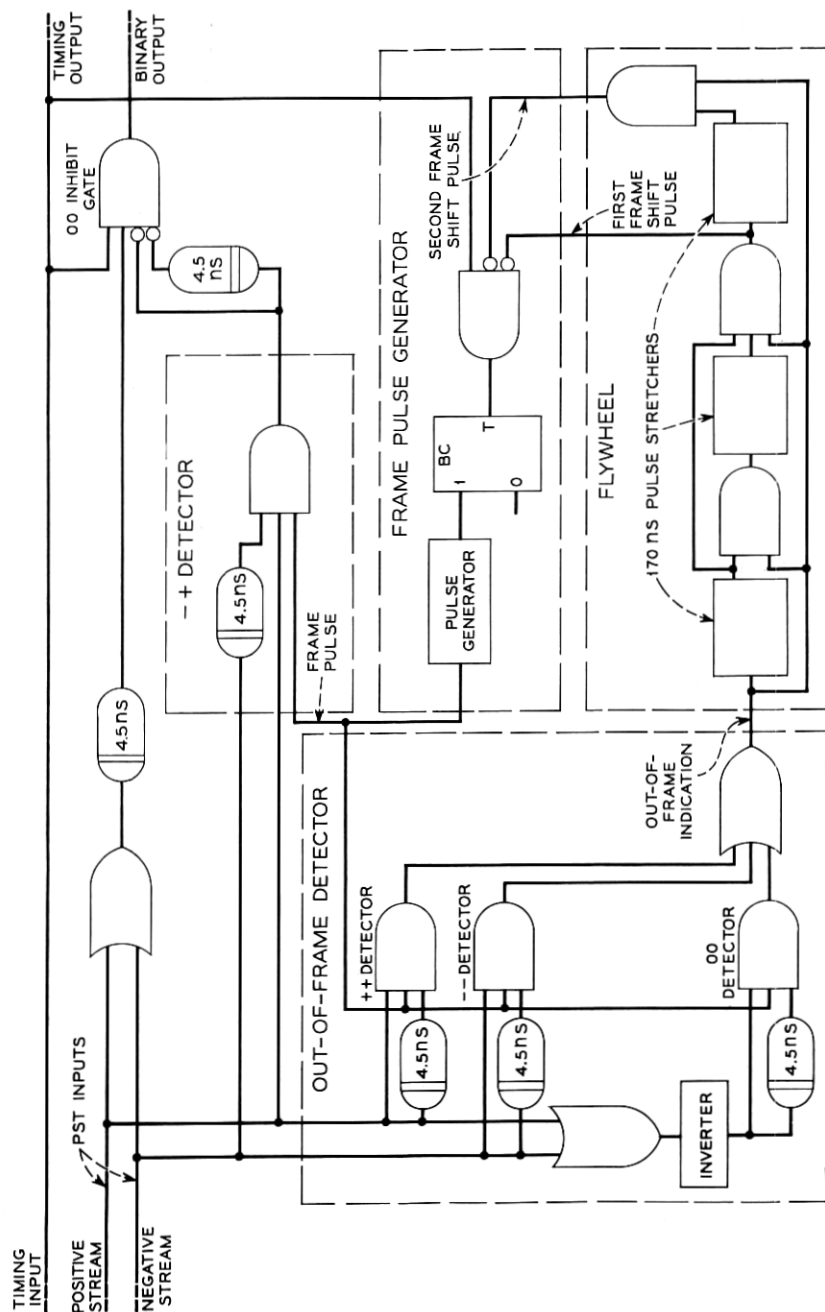 TIMING
INPUT
POSITIVE
STREAM
NEGATIVE
STREAM
PST INPUTS
4.5ns
00 INHIBIT
GATE
4.5
ns
TIMING
OUTPUT
BINARY
OUTPUT
-+ DETECTOR
4.5ns
FRAME
PULSE
FRAME PULSE GENERATOR
PULSE
GENERATOR
BC
1
0
T
SECOND FRAME
SHIFT PULSE
FIRST
FRAME
SHIFT
PULSE
OUT-OF-FRAME DETECTOR
++ DETECTOR
4.5ns
-- DETECTOR
4.5ns
00
DETECTOR
4.5ns
INVERTER
OUT-OF-
FRAME
INDICATION
FLYWHEEL
170 ns PULSE STRETCHERS